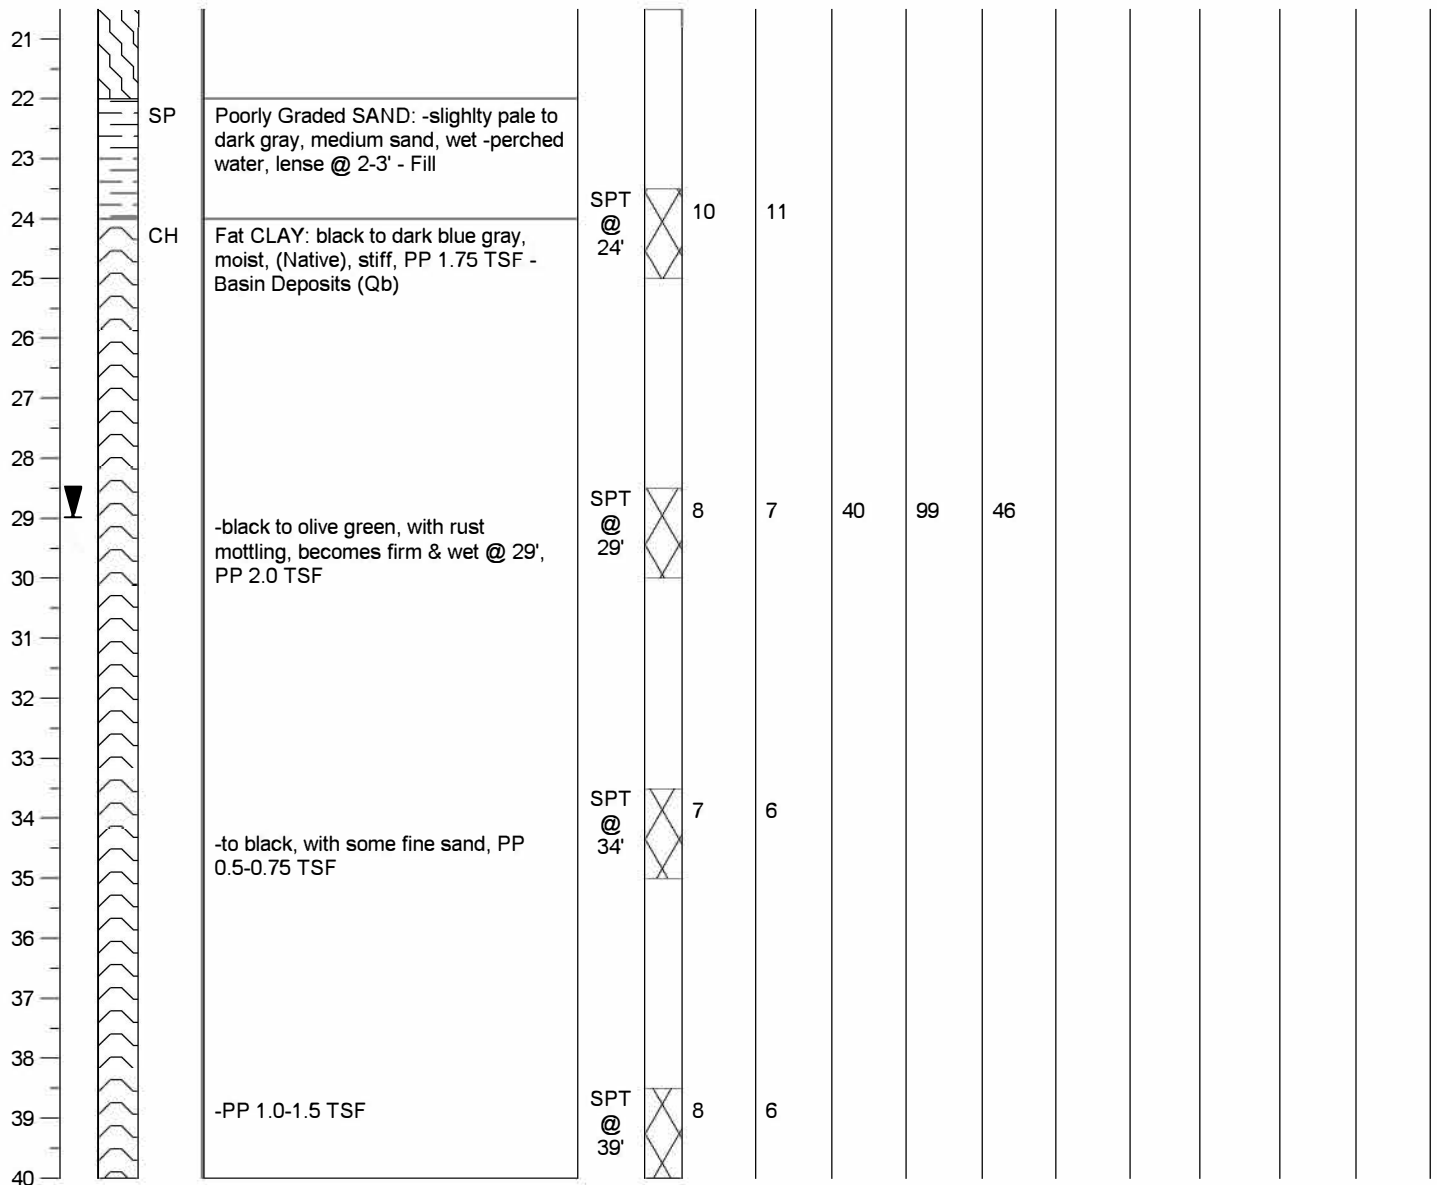 21
22
SP
Poorly Graded SAND: -slighlty pale to
dark gray, medium sand, wet -perched
water, lense @ 2-3' - Fill
23
SPT
@
24'
10
11
24
CH
Fat CLAY: black to dark blue gray,
moist, (Native), stiff, PP 1.75 TSF -
Basin Deposits (Qb)
25
26
27
28
SPT
@
29'
8
7
40
99
46
29
-black to olive green, with rust
mottling, becomes firm & wet @ 29',
PP 2.0 TSF
30
31
32
33
SPT
@
34'
7
6
34
-to black, with some fine sand, PP
0.5-0.75 TSF
35
36
37
38
SPT
@
39'
8
6
39
-PP 1.0-1.5 TSF
40